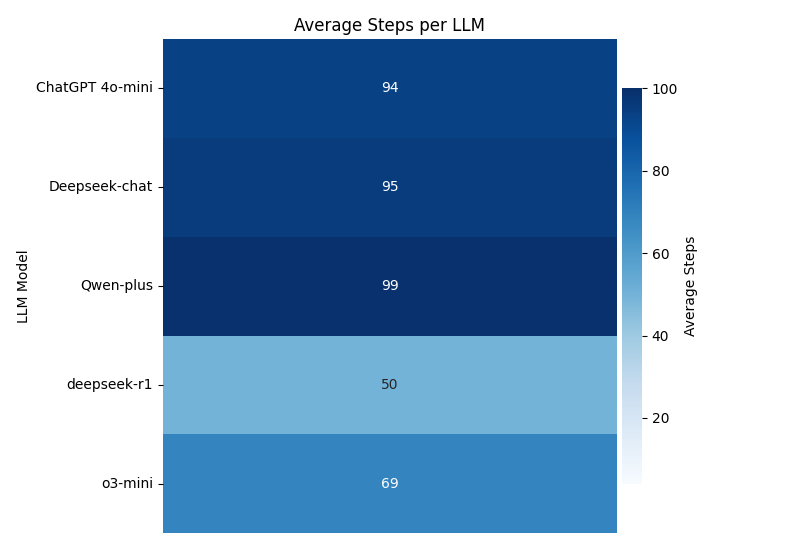 Average Steps per LLM
LLM Model
ChatGPT 4o-mini
94
Deepseek-chat
95
Qwen-plus
99
deepseek-r1
50
o3-mini
69
100
80
60
40
20
Average Steps